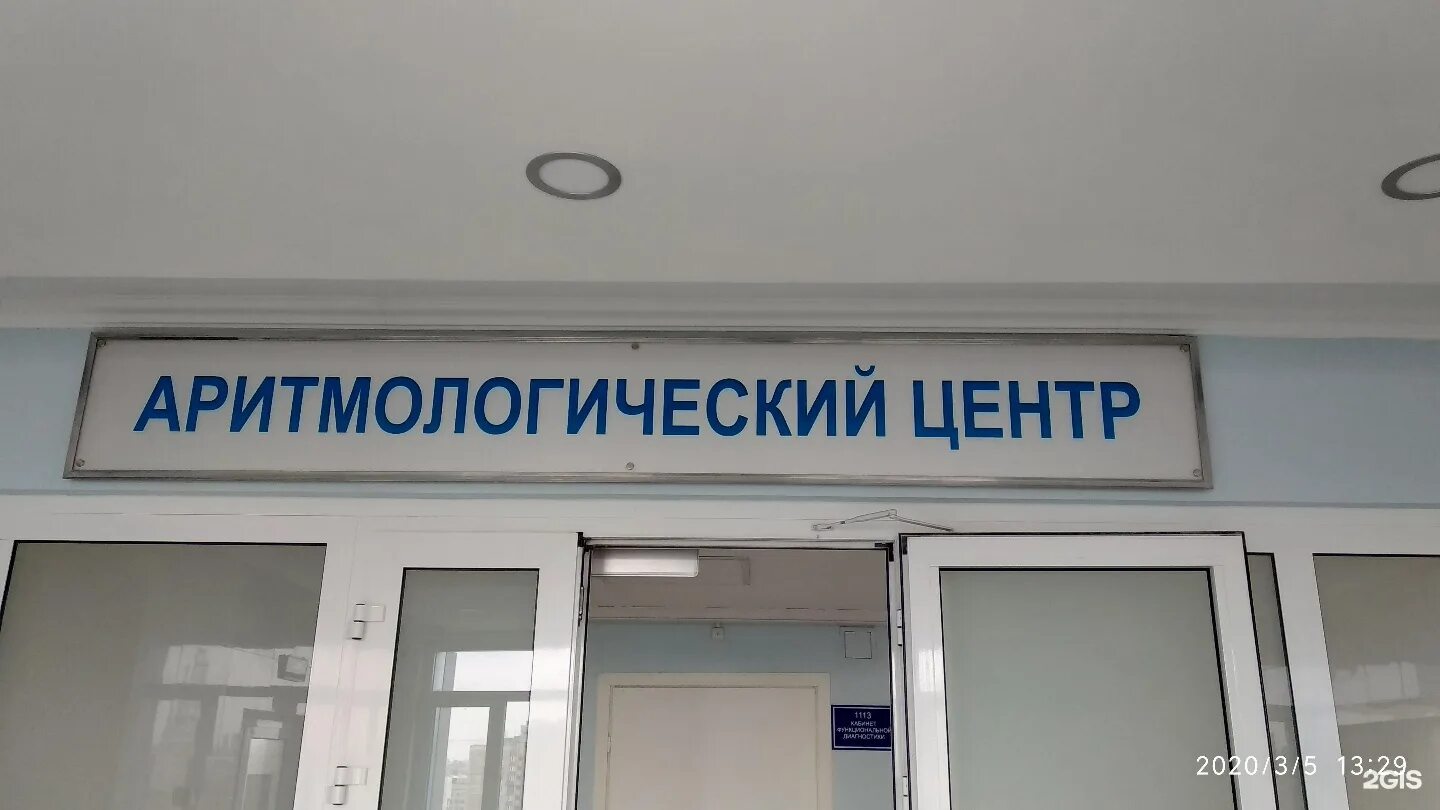 АРИТМОЛОГИЧЕСКИЙ ЦЕНТР
1113
КАБИНЕТ
ФУНКЦИОНАЛЬНОЙ
ДИАГНОСТИКИ
2020/3/5 13:29
2GIS